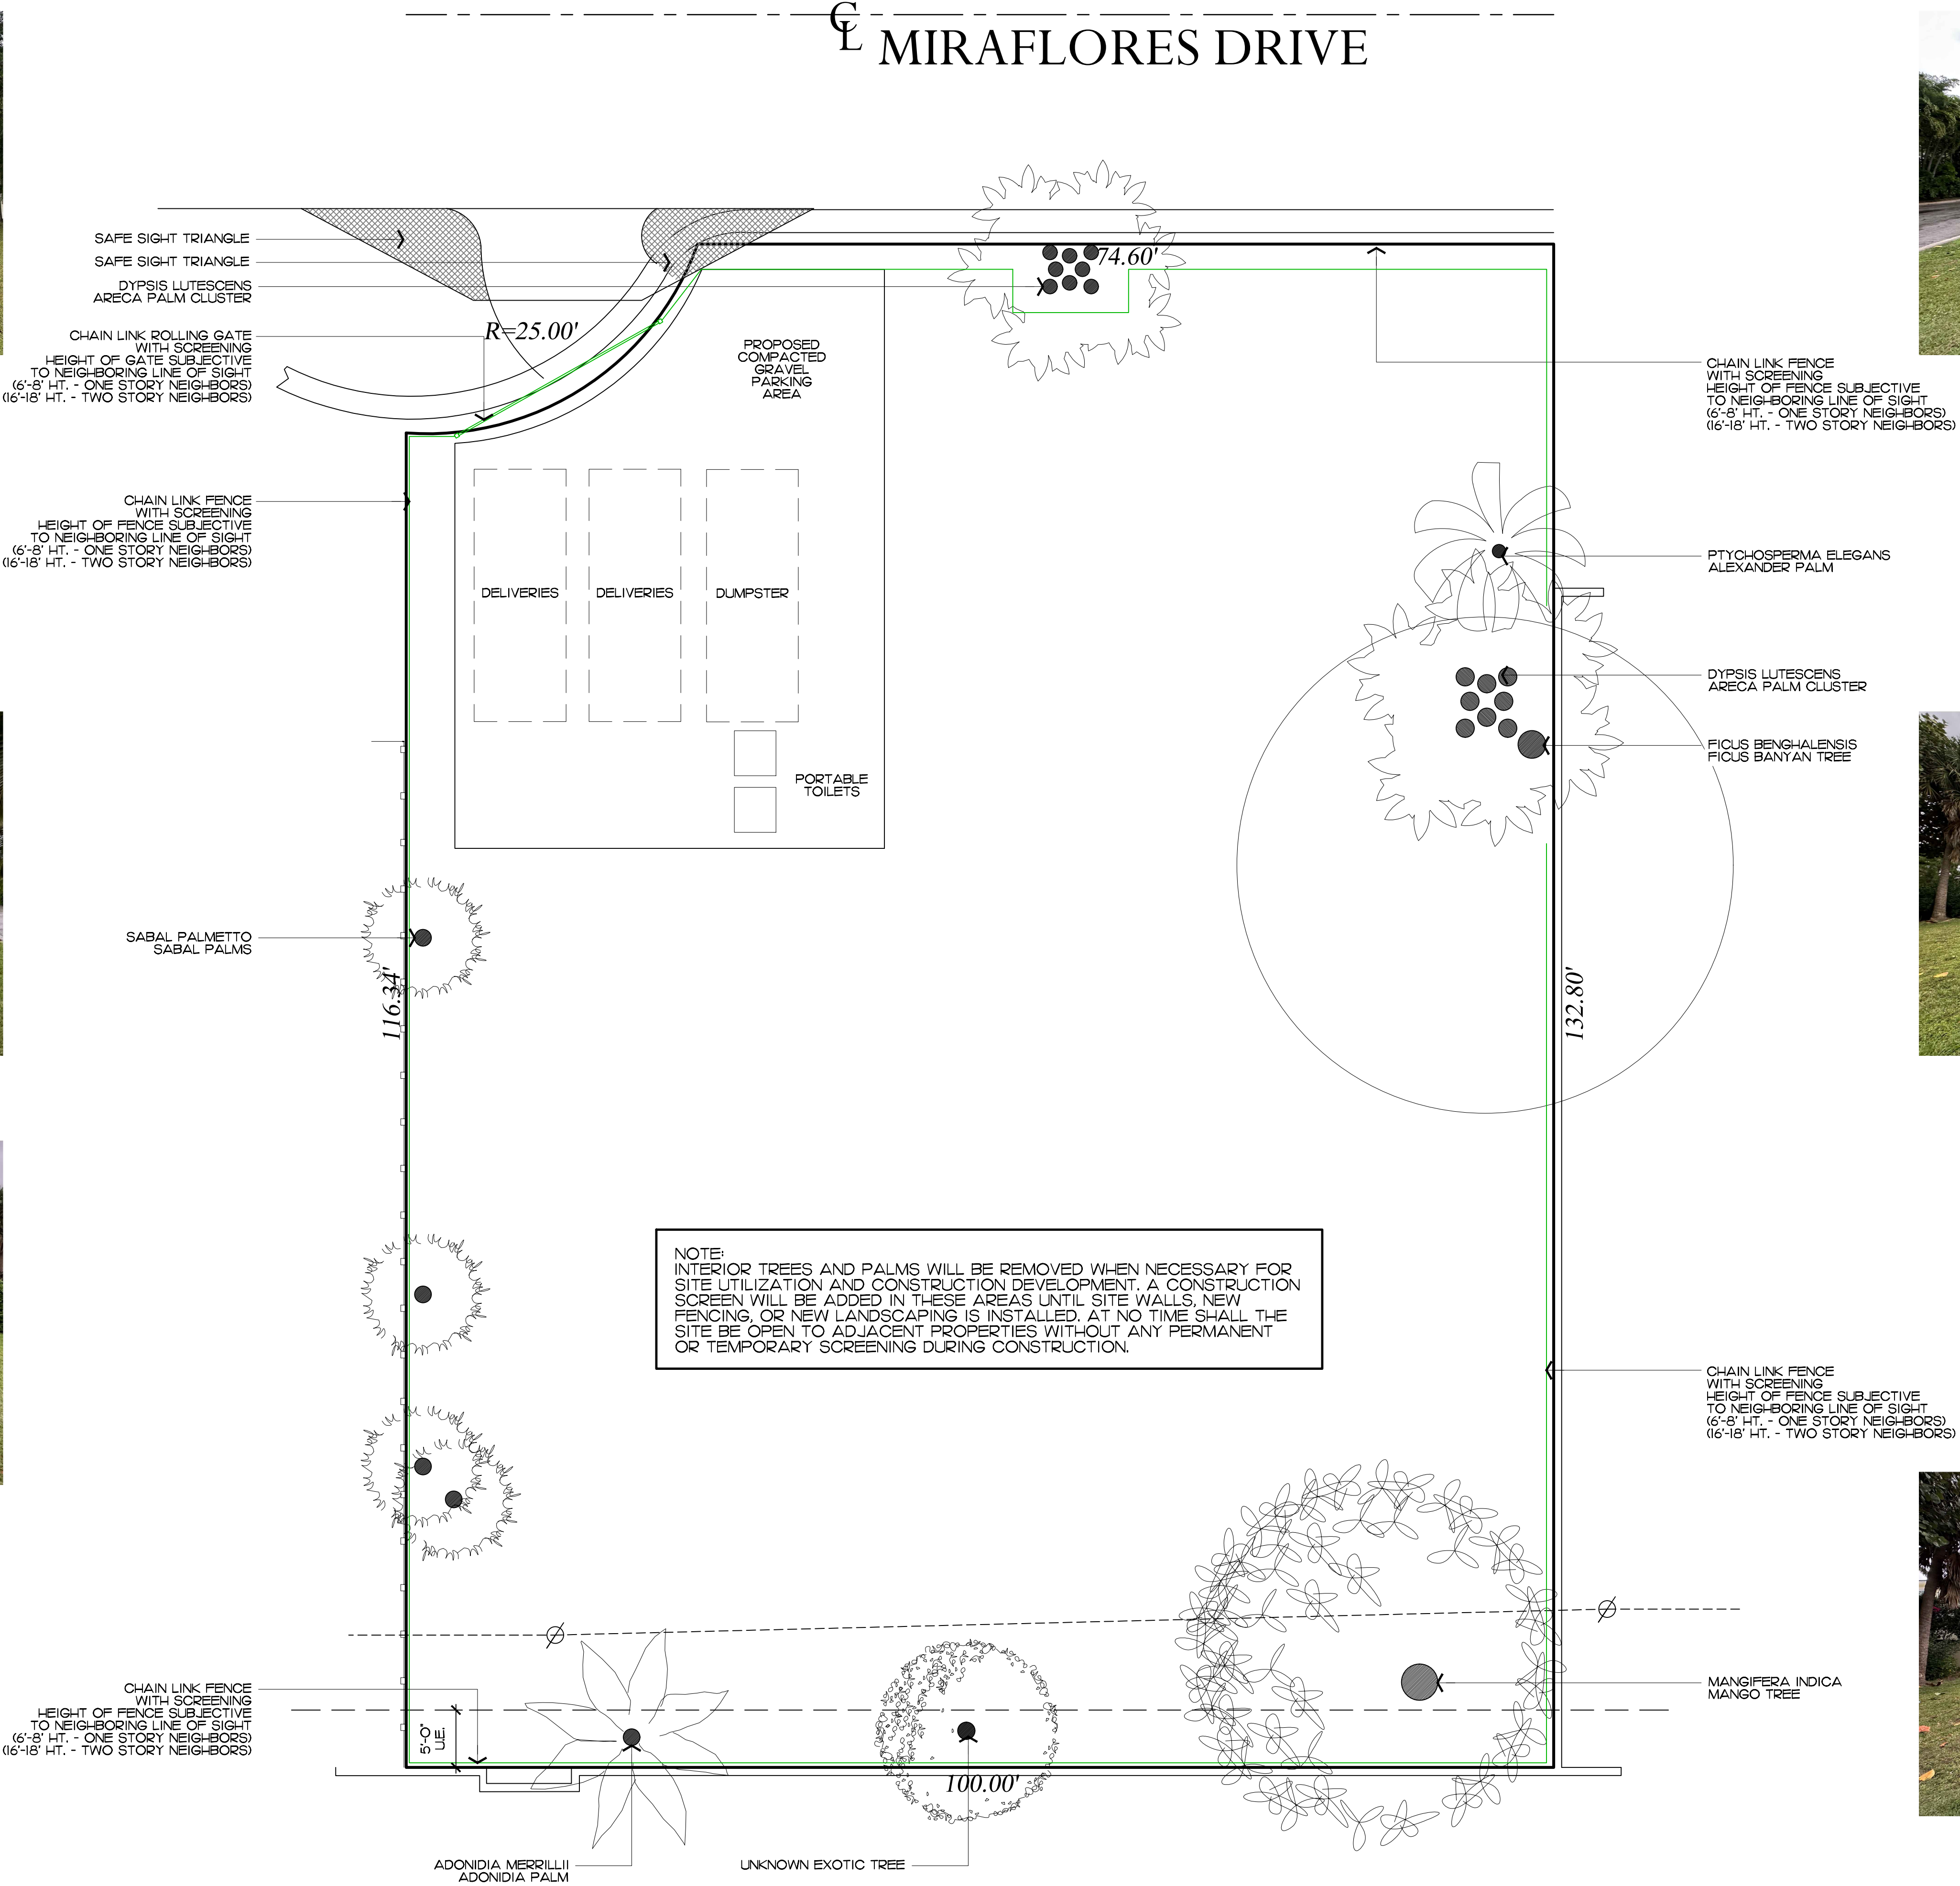 CL MIRAFLORES DRIVE
SAFE SIGHT TRIANGLE
SAFE SIGHT TRIANGLE
DYPSIS LUTESCENS
ARECA PALM CLUSTER
74.60'
R=25.00'
CHAIN LINK ROLLING GATE
WITH SCREENING
HEIGHT OF GATE SUBJECTIVE
TO NEIGHBORING LINE OF SIGHT
(6'-8' HT. - ONE STORY NEIGHBORS)
(16'-18' HT. - TWO STORY NEIGHBORS)
PROPOSED
COMPACTED
GRAVEL
PARKING
AREA
CHAIN LINK FENCE
WITH SCREENING
HEIGHT OF FENCE SUBJECTIVE
TO NEIGHBORING LINE OF SIGHT
(6'-8' HT. - ONE STORY NEIGHBORS)
(16'-18' HT. - TWO STORY NEIGHBORS)
CHAIN LINK FENCE
WITH SCREENING
HEIGHT OF FENCE SUBJECTIVE
TO NEIGHBORING LINE OF SIGHT
(6'-8' HT. - ONE STORY NEIGHBORS)
(16'-18' HT. - TWO STORY NEIGHBORS)
PTYCHOSPERMA ELEGANS
ALEXANDER PALM
DELIVERIES
DELIVERIES
DUMPSTER
DYPSIS LUTESCENS
ARECA PALM CLUSTER
FICUS BENGHALENSIS
FICUS BANYAN TREE
PORTABLE
TOILETS
SABAL PALMETTO
SABAL PALMS
116.34'
132.80'
NOTE:
INTERIOR TREES AND PALMS WILL BE REMOVED WHEN NECESSARY FOR
SITE UTILIZATION AND CONSTRUCTION DEVELOPMENT. A CONSTRUCTION
SCREEN WILL BE ADDED IN THESE AREAS UNTIL SITE WALLS, NEW
FENCING, OR NEW LANDSCAPING IS INSTALLED. AT NO TIME SHALL THE
SITE BE OPEN TO ADJACENT PROPERTIES WITHOUT ANY PERMANENT
OR TEMPORARY SCREENING DURING CONSTRUCTION.
CHAIN LINK FENCE
WITH SCREENING
HEIGHT OF FENCE SUBJECTIVE
TO NEIGHBORING LINE OF SIGHT
(6'-8' HT. - ONE STORY NEIGHBORS)
(16'-18' HT. - TWO STORY NEIGHBORS)
CHAIN LINK FENCE
WITH SCREENING
HEIGHT OF FENCE SUBJECTIVE
TO NEIGHBORING LINE OF SIGHT
(6'-8' HT. - ONE STORY NEIGHBORS)
(16'-18' HT. - TWO STORY NEIGHBORS)
5'-0"
U.E.
MANGIFERA INDICA
MANGO TREE
100.00'
ADONIDIA MERRILLII
ADONIDIA PALM
UNKNOWN EXOTIC TREE